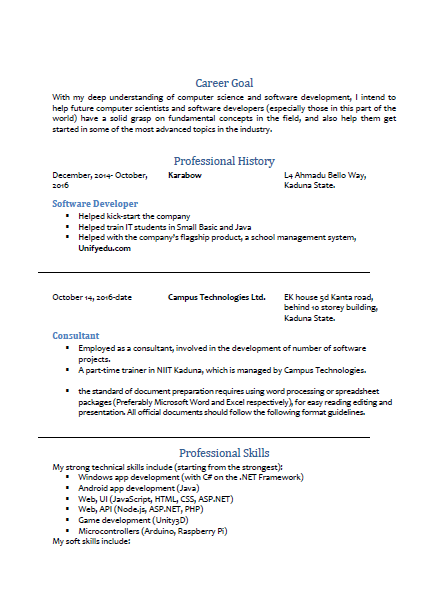 Career Goal
With my deep understanding of computer science and software development, I intend to
help future computer scientists and software developers (especially those in this part of the
world) have a solid grasp on fundamental concepts in the field, and also help them get
started in some of the most advanced topics in the industry.
Professional History
December, 2014- October,
2016
Karabow
L4 Ahmadu Bello Way,
Kaduna State.
Software Developer
▪ Helped kick-start the company
▪ Helped train IT students in Small Basic and Java
▪ Helped with the company's flagship product, a school management system,
Unifyedu.com
October 14, 2016-date
Campus Technologies Ltd.
EK house 5d Kanta road,
behind 10 storey building,
Kaduna State.
Consultant
▪ Employed as a consultant, involved in the development of number of software
projects.
▪ A part-time trainer in NIIT Kaduna, which is managed by Campus Technologies.
▪ the standard of document preparation requires using word processing or spreadsheet
packages (Preferably Microsoft Word and Excel respectively), for easy reading editing and
presentation. All official documents should follow the following format guidelines.
Professional Skills
My strong technical skills include (starting from the strongest):
▪ Windows app development (with C# on the .NET Framework)
▪ Android app development (Java)
▪ Web, UI (JavaScript, HTML, CSS, ASP.NET)
▪ Web, API (Node.js, ASP.NET, PHP)
▪ Game development (Unity3D)
▪ Microcontrollers (Arduino, Raspberry Pi)
My soft skills include: